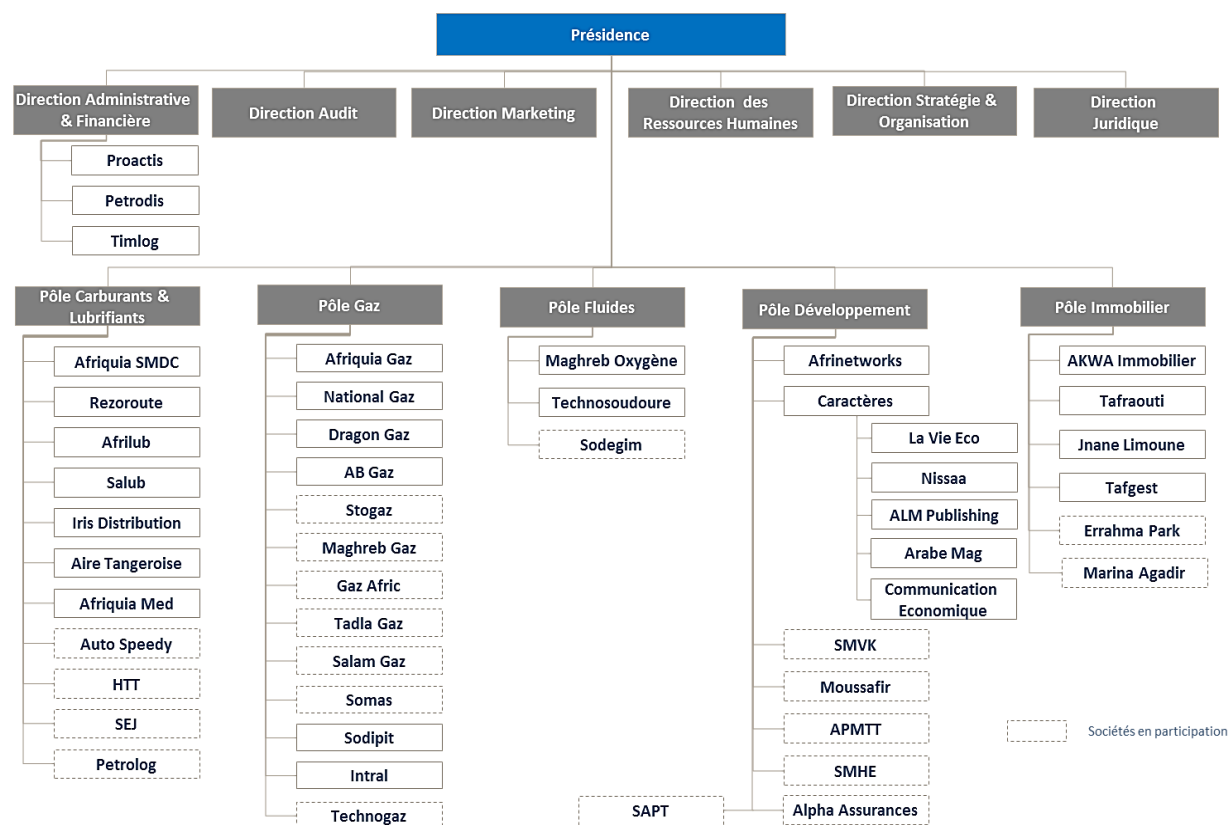 Présidence
Direction Administrative
& Financière
Direction Audit
Direction Marketing
Direction des
Ressources Humaines
Direction Stratégie &
Organisation
Direction
Juridique
Proactis
Petrodis
Timlog
Pôle Carburants &
Lubrifiants
Afriquia SMDC
Rezoroute
Afrilub
Salub
Iris Distribution
Aire Tangeroise
Afriquia Med
Auto Speedy
HTT
SEJ
Petrolog
Pôle Gaz
Afriquia Gaz
National Gaz
Dragon Gaz
AB Gaz
Stogaz
Maghreb Gaz
Gaz Afric
Tadla Gaz
Salam Gaz
Somas
Sodipit
Intral
Technogaz
Pôle Fluides
Maghreb Oxygène
Technosoudoure
Sodegim
Pôle Développement
Afrinetworks
Caractères
La Vie Eco
Nissaa
ALM Publishing
Arabe Mag
Communication
Economique
SMVK
Moussafir
APMTT
SMHE
SAPT
Alpha Assurances
Pôle Immobilier
AKWA Immobilier
Tafraouti
Jnane Limoune
Tafgest
Errahma Park
Marina Agadir
Sociétés en participation